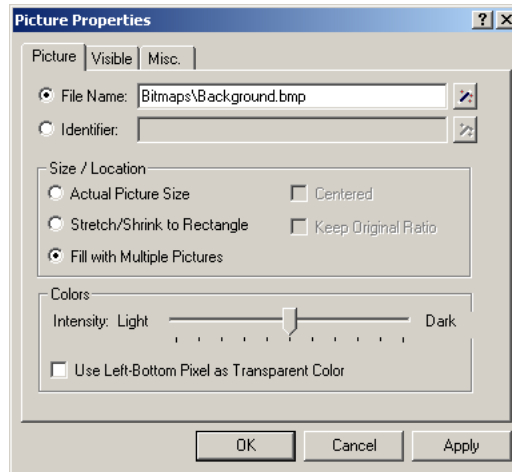 Picture Properties
Picture Visible Misc.
File Name: Bitmaps\Background.bmp
Identifier:
Size / Location
Actual Picture Size Centered
Stretch/Shrink to Rectangle Keep Original Ratio
Fill with Multiple Pictures
Colors
Intensity: Light Dark
Use Left-Bottom Pixel as Transparent Color
OK Cancel Apply